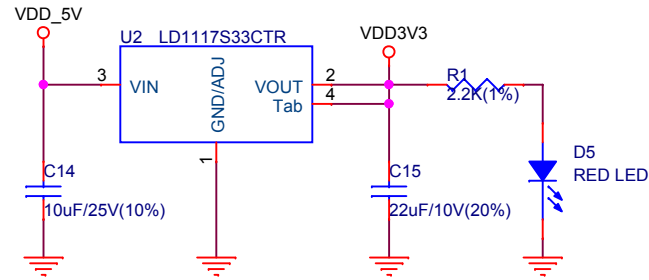 VDD_5V
U2 LD1117S33CTR
VDD3V3
3
VIN
GND/ADJ
VOUT
2
Tab
4
R1
2.2K(1%)
1
C14
10uF/25V(10%)
C15
22uF/10V(20%)
D5
RED LED